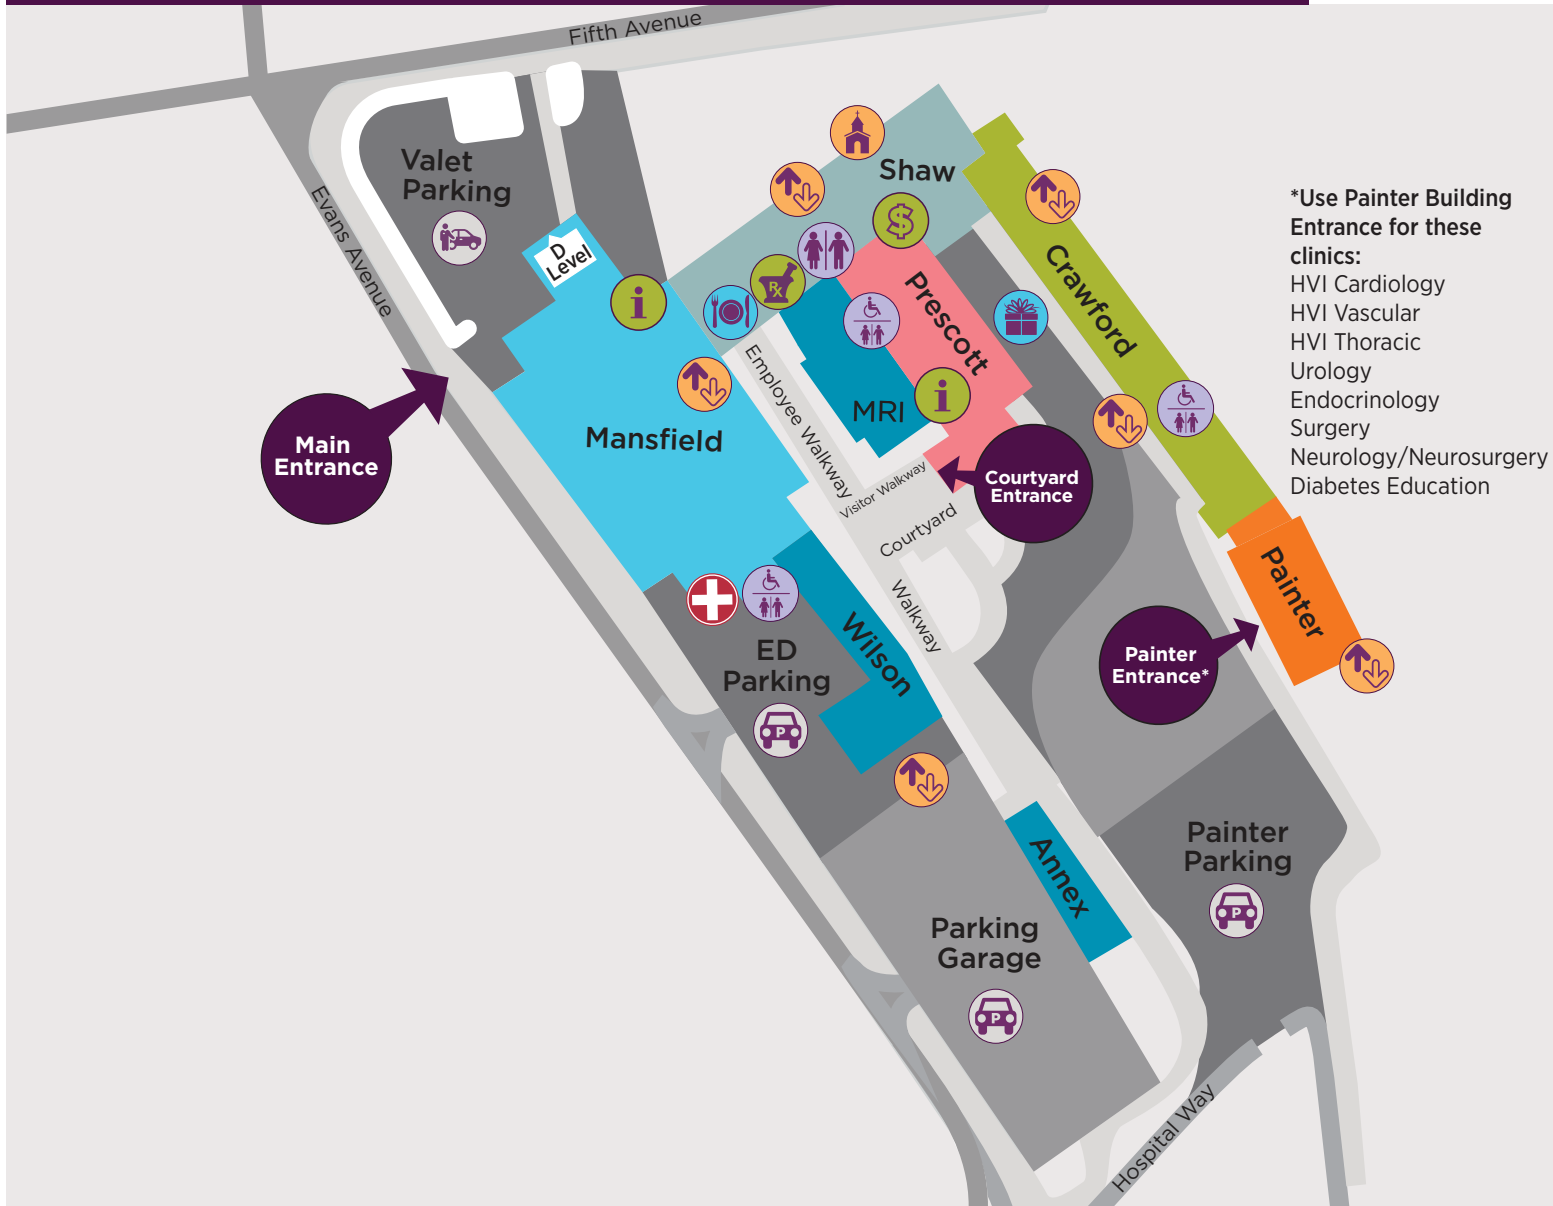 Fifth Avenue
Valet
Parking
Evans Avenue
D
Level
i
Shaw
$
Rx
Prescott
Crawford
*Use Painter Building
Entrance for these
clinics:
HVI Cardiology
HVI Vascular
HVI Thoracic
Urology
Endocrinology
Surgery
Neurology/Neurosurgery
Diabetes Education
Main
Entrance
Mansfield
Employee Walkway
MRI
i
Visitor Walkway
Courtyard
Entrance
Courtyard
Walkway
Painter
Painter
Entrance*
Wilson
ED
Parking
P
Annex
Painter
Parking
P
Parking
Garage
P
Hospital Way